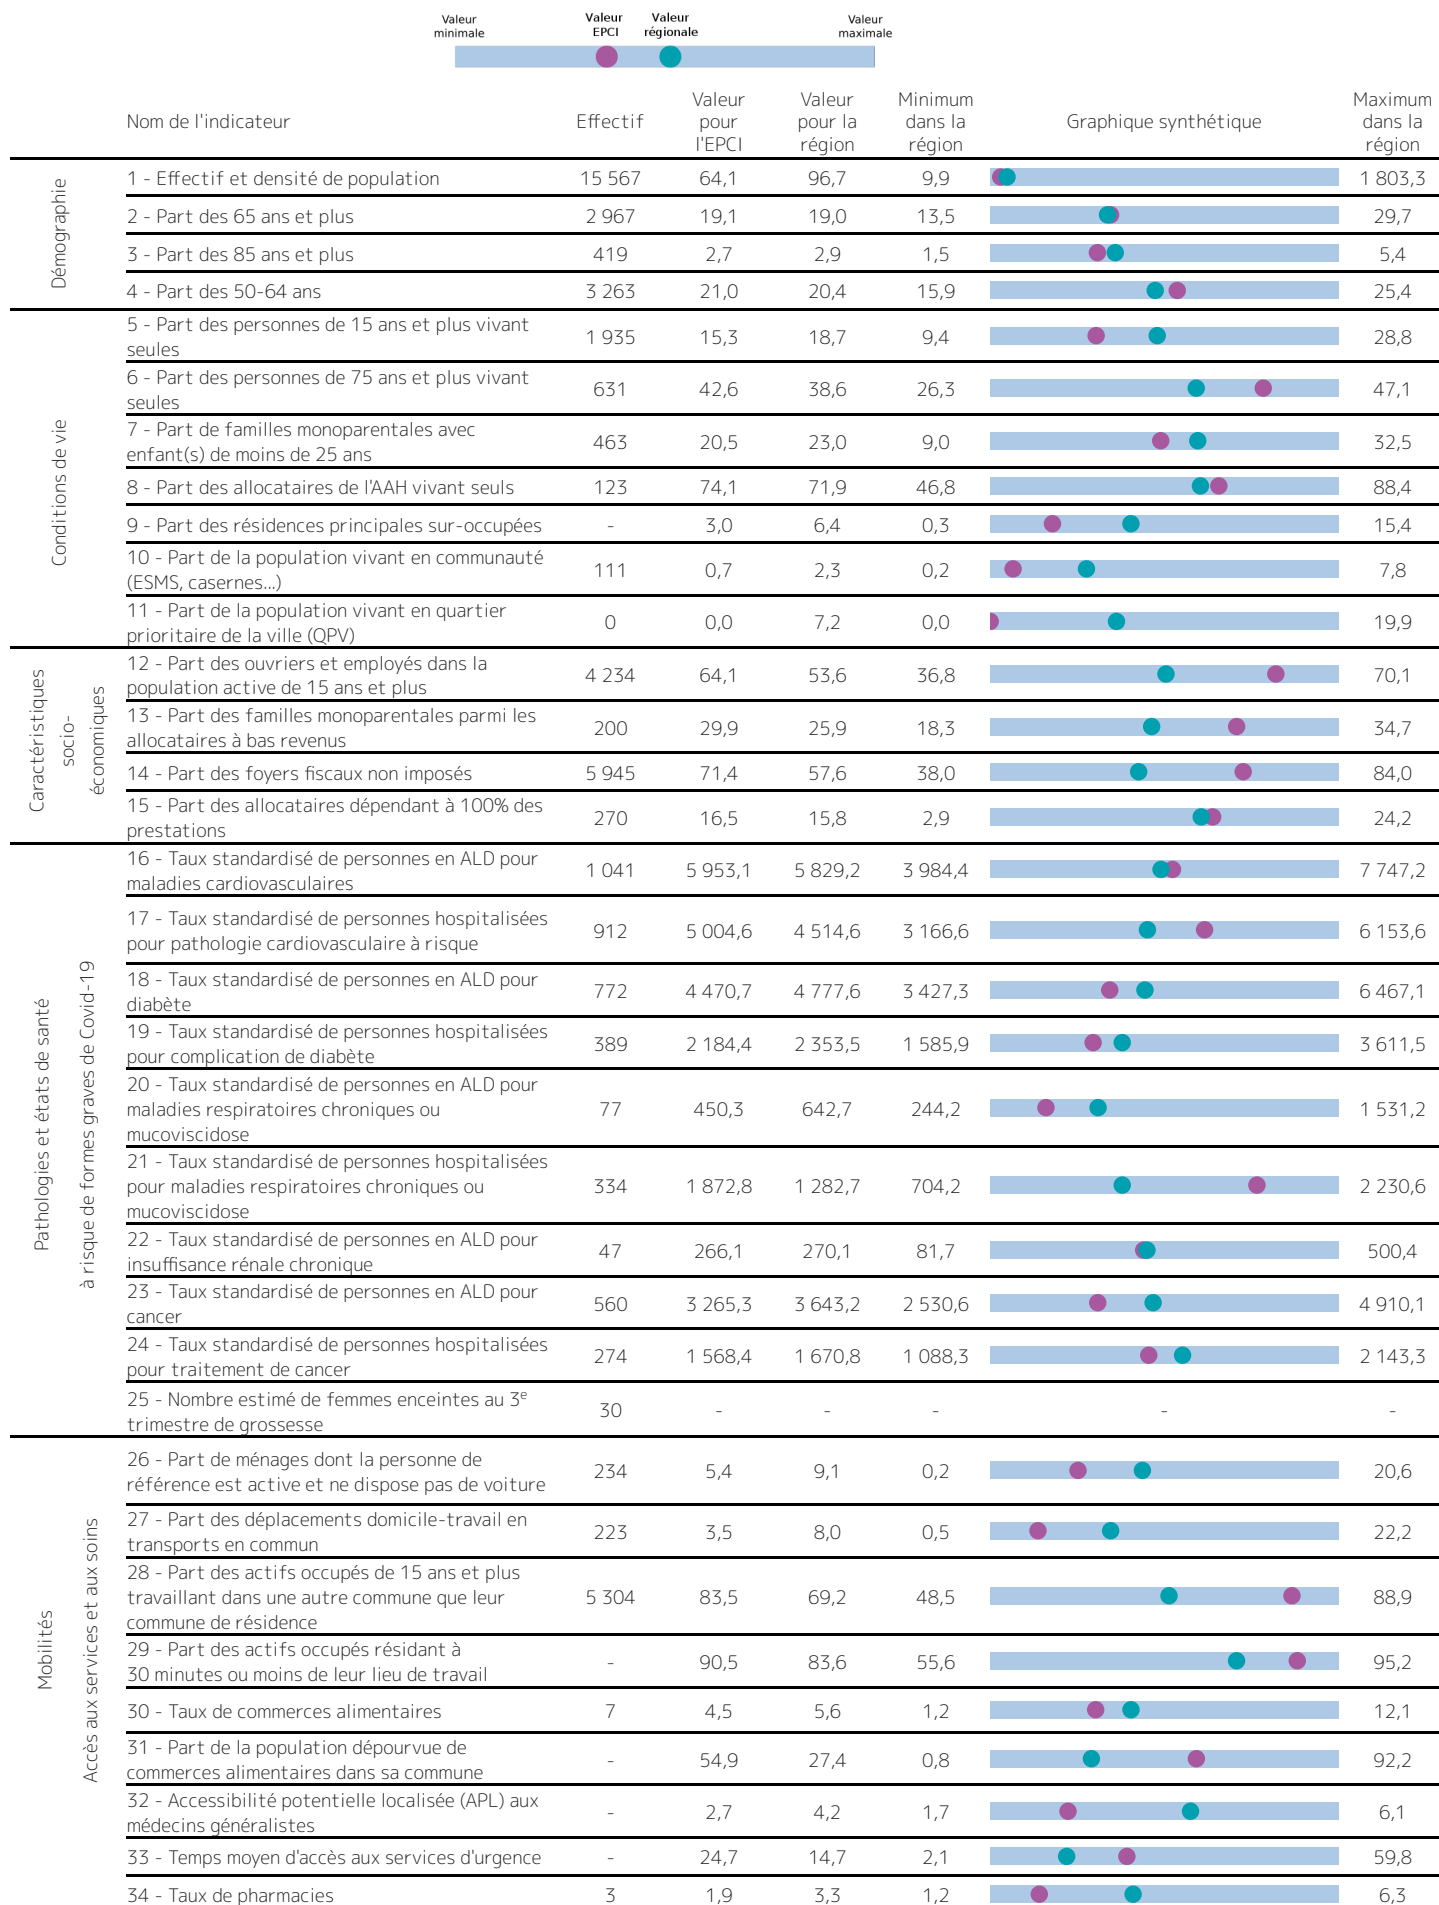 Valeur
minimale
Valeur
EPCI
Valeur
régionale
Valeur
maximale
Nom de l'indicateur
Effectif
Valeur
pour
l'EPCI
Valeur
pour la
région
Minimum
dans la
région
Graphique synthétique
Maximum
dans la
région
Démographie
1 - Effectif et densité de population 15 567 64,1 96,7 9,9 1 803,3
2 - Part des 65 ans et plus 2 967 19,1 19,0 13,5 29,7
3 - Part des 85 ans et plus 419 2,7 2,9 1,5 5,4
4 - Part des 50-64 ans 3 263 21,0 20,4 15,9 25,4
Conditions de vie
5 - Part des personnes de 15 ans et plus vivant
seules
1 935 15,3 18,7 9,4 28,8
6 - Part des personnes de 75 ans et plus vivant
seules
631 42,6 38,6 26,3 47,1
7 - Part de familles monoparentales avec
enfant(s) de moins de 25 ans
463 20,5 23,0 9,0 32,5
8 - Part des allocataires de l'AAH vivant seuls 123 74,1 71,9 46,8 88,4
9 - Part des résidences principales sur-occupées - 3,0 6,4 0,3 15,4
10 - Part de la population vivant en communauté
(ESMS, casernes...)
111 0,7 2,3 0,2 7,8
11 - Part de la population vivant en quartier
prioritaire de la ville (QPV)
0 0,0 7,2 0,0 19,9
Caractéristiques
socio-
économiques
12 - Part des ouvriers et employés dans la
population active de 15 ans et plus
4 234 64,1 53,6 36,8 70,1
13 - Part des familles monoparentales parmi les
allocataires à bas revenus
200 29,9 25,9 18,3 34,7
14 - Part des foyers fiscaux non imposés 5 945 71,4 57,6 38,0 84,0
15 - Part des allocataires dépendant à 100% des
prestations
270 16,5 15,8 2,9 24,2
Pathologies et états de santé
à risque de formes graves de Covid-19
16 - Taux standardisé de personnes en ALD pour
maladies cardiovasculaires
1 041 5 953,1 5 829,2 3 984,4 7 747,2
17 - Taux standardisé de personnes hospitalisées
pour pathologie cardiovasculaire à risque
912 5 004,6 4 514,6 3 166,6 6 153,6
18 - Taux standardisé de personnes en ALD pour
diabète
772 4 470,7 4 777,6 3 427,3 6 467,1
19 - Taux standardisé de personnes hospitalisées
pour complication de diabète
389 2 184,4 2 353,5 1 585,9 3 611,5
20 - Taux standardisé de personnes en ALD pour
maladies respiratoires chroniques ou
mucoviscidose
77 450,3 642,7 244,2 1 531,2
21 - Taux standardisé de personnes hospitalisées
pour maladies respiratoires chroniques ou
mucoviscidose
334 1 872,8 1 282,7 704,2 2 230,6
22 - Taux standardisé de personnes en ALD pour
insuffisance rénale chronique
47 266,1 270,1 81,7 500,4
23 - Taux standardisé de personnes en ALD pour
cancer
560 3 265,3 3 643,2 2 530,6 4 910,1
24 - Taux standardisé de personnes hospitalisées
pour traitement de cancer
274 1 568,4 1 670,8 1 088,3 2 143,3
25 - Nombre estimé de femmes enceintes au 3e
trimestre de grossesse
30 - - - - -
Mobilités
Accès aux services et aux soins
26 - Part de ménages dont la personne de
référence est active et ne dispose pas de voiture
234 5,4 9,1 0,2 20,6
27 - Part des déplacements domicile-travail en
transports en commun
223 3,5 8,0 0,5 22,2
28 - Part des actifs occupés de 15 ans et plus
travaillant dans une autre commune que leur
commune de résidence
5 304 83,5 69,2 48,5 88,9
29 - Part des actifs occupés résidant à
30 minutes ou moins de leur lieu de travail
- 90,5 83,6 55,6 95,2
30 - Taux de commerces alimentaires 7 4,5 5,6 1,2 12,1
31 - Part de la population dépourvue de
commerces alimentaires dans sa commune
- 54,9 27,4 0,8 92,2
32 - Accessibilité potentielle localisée (APL) aux
médecins généralistes
- 2,7 4,2 1,7 6,1
33 - Temps moyen d'accès aux services d'urgence - 24,7 14,7 2,1 59,8
34 - Taux de pharmacies 3 1,9 3,3 1,2 6,3